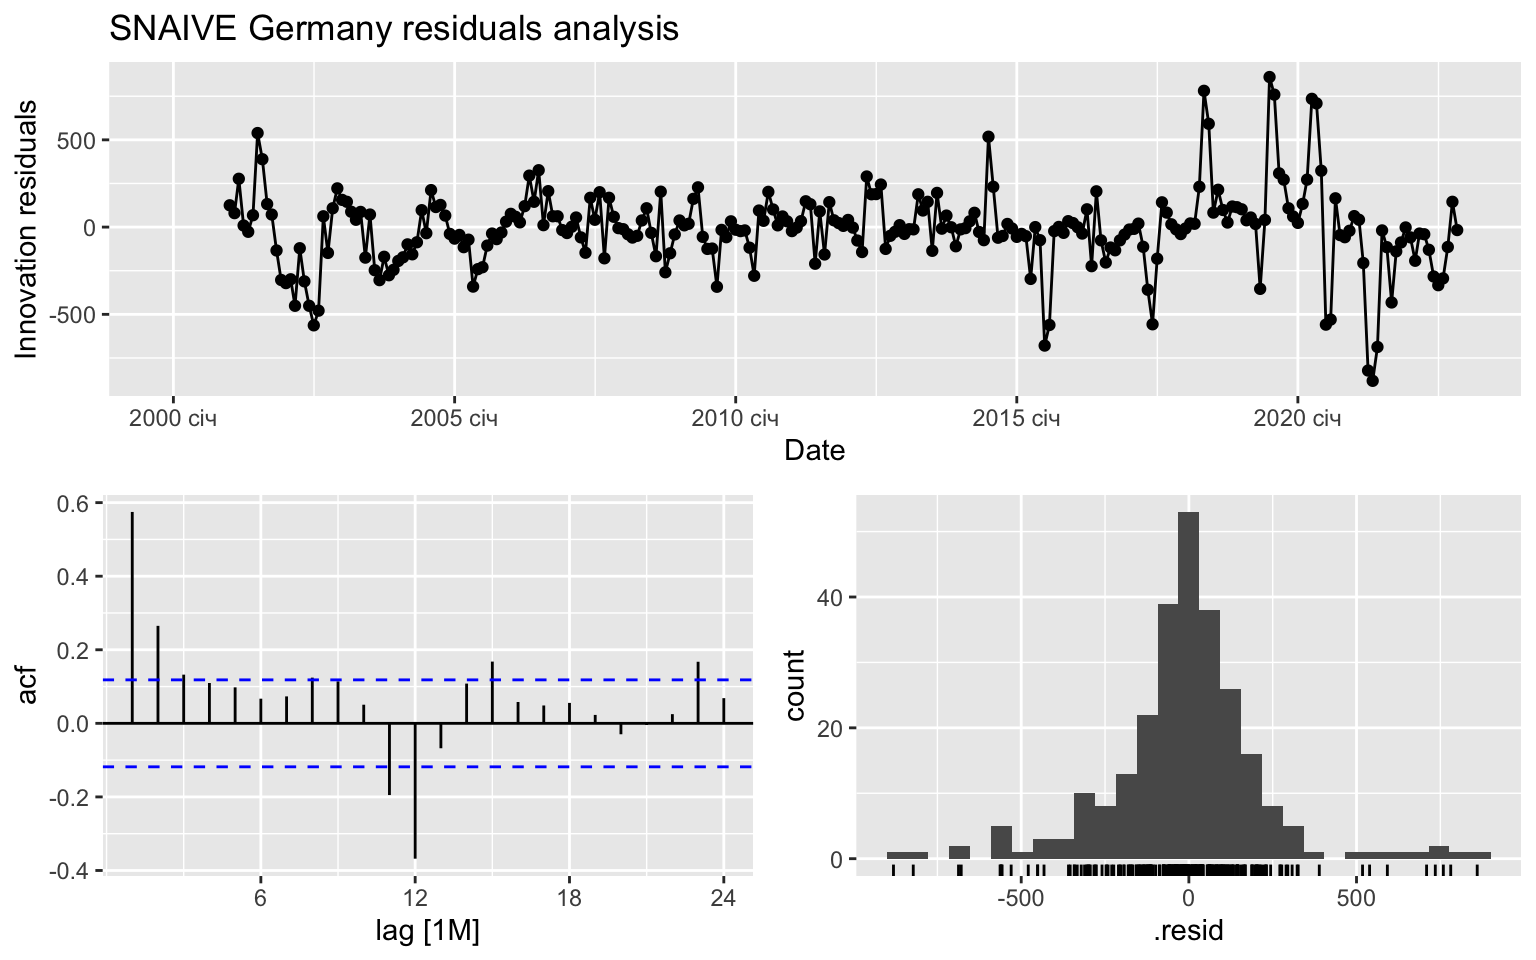 SNAIVE Germany residuals analysis
Innovation residuals
500
0
-500
2000 січ 2005 січ 2010 січ 2015 січ 2020 січ
Date
acf
0.6
0.4
0.2
0.0
-0.2
-0.4
6 12 18 24
lag [1M]
count
40
20
0
-500 0 500
.resid